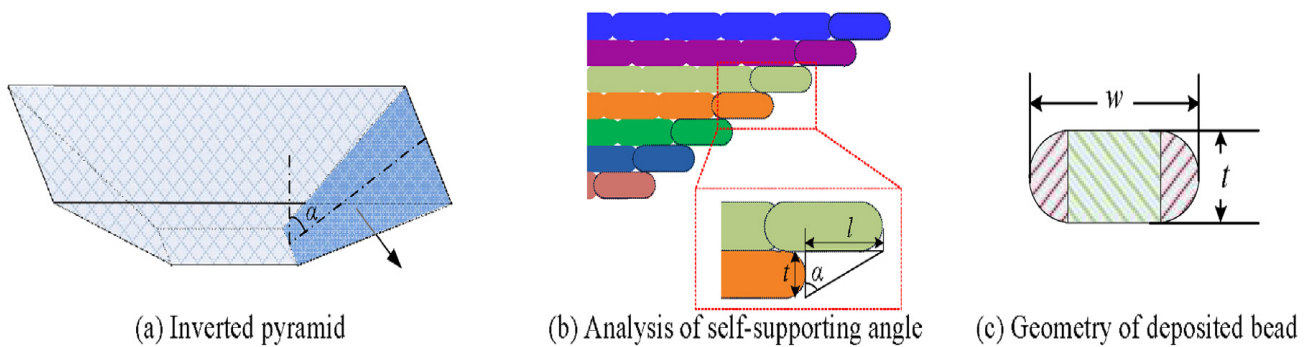 α
l
t
α
w
t
(a) Inverted pyramid
(b) Analysis of self-supporting angle
(c) Geometry of deposited bead